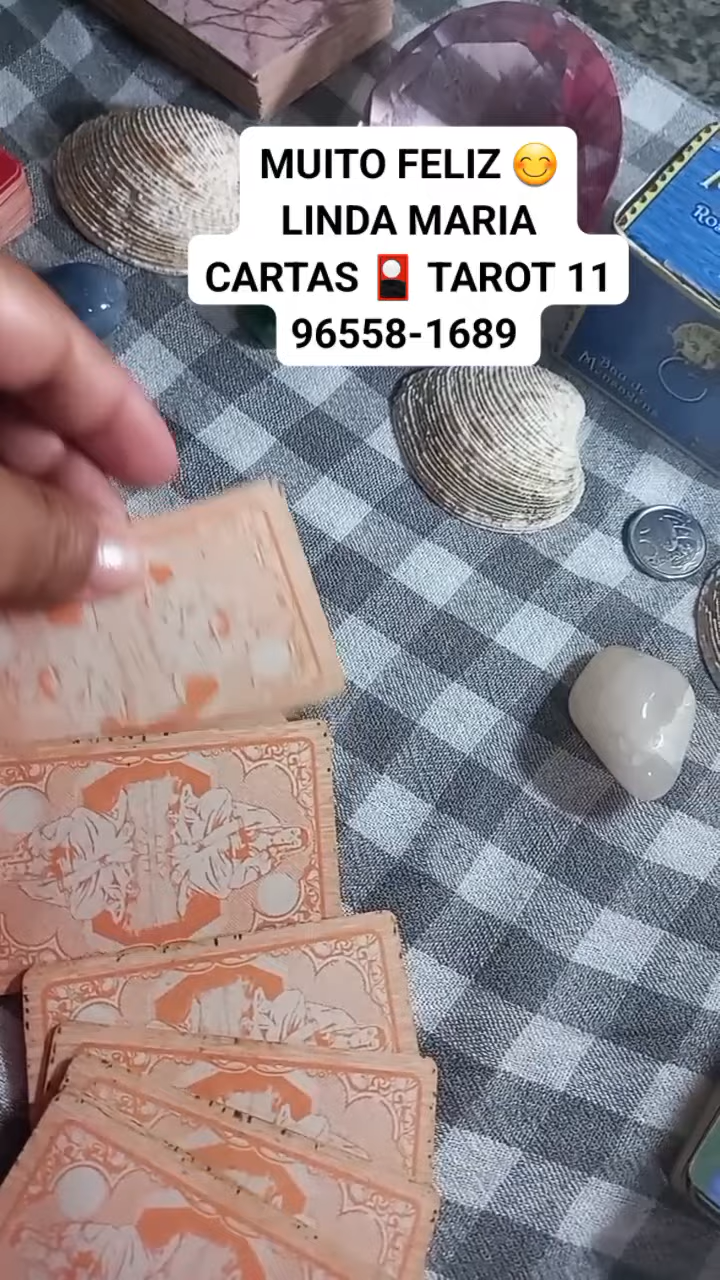 MUITO FELIZ 😊
LINDA MARIA
CARTAS 🎴 TAROT 11
96558-1689